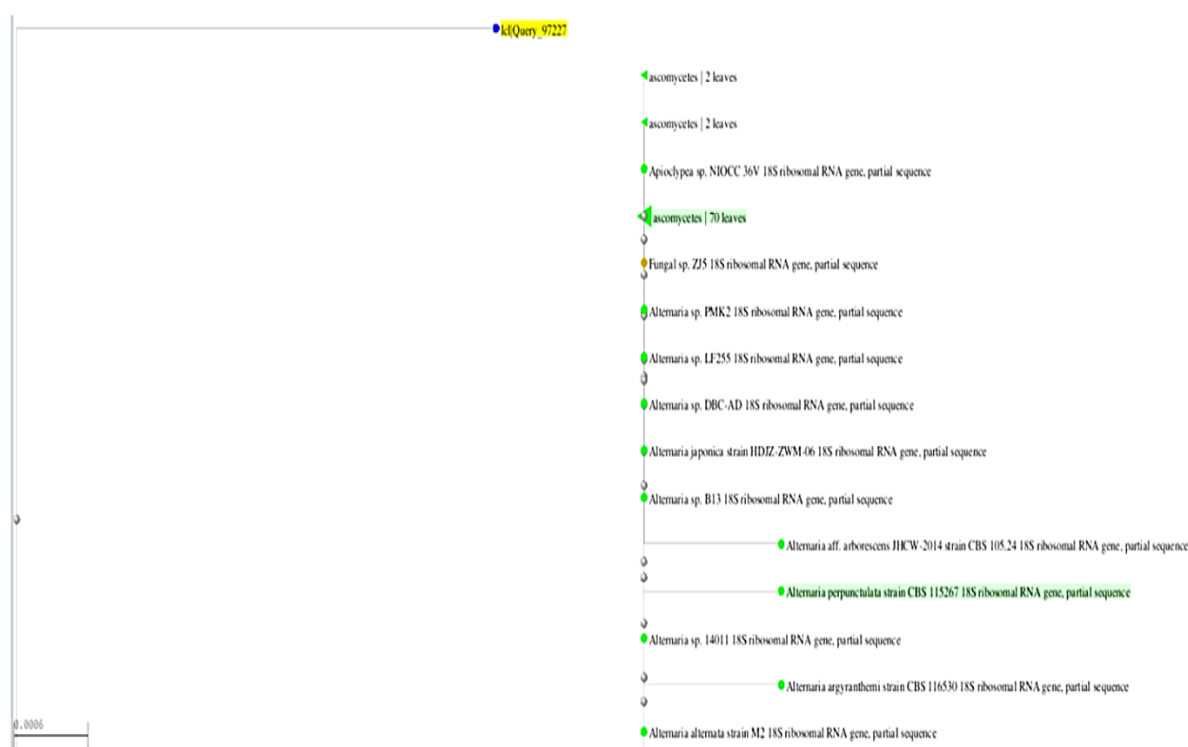 lcl|Query_97227
ascomycetes | 2 leaves
ascomycetes | 2 leaves
Apioclypea sp. NIOCC 36V 18S ribosomal RNA gene, partial sequence
ascomycetes | 70 leaves
Fungal sp. ZJ5 18S ribosomal RNA gene, partial sequence
Alternaria sp. PMK2 18S ribosomal RNA gene, partial sequence
Alternaria sp. LF255 18S ribosomal RNA gene, partial sequence
Alternaria sp. DBC-AD 18S ribosomal RNA gene, partial sequence
Alternaria japonica strain HDJZ-ZWM-06 18S ribosomal RNA gene, partial sequence
Alternaria sp. B13 18S ribosomal RNA gene, partial sequence
Alternaria aff. arborescens JHCW-2014 strain CBS 105.24 18S ribosomal RNA gene, partial sequence
Alternaria perpunctulata strain CBS 115267 18S ribosomal RNA gene, partial sequence
Alternaria sp. 14011 18S ribosomal RNA gene, partial sequence
Alternaria argyranthemi strain CBS 116530 18S ribosomal RNA gene, partial sequence
0.0006
Alternaria alternata strain M2 18S ribosomal RNA gene, partial sequence